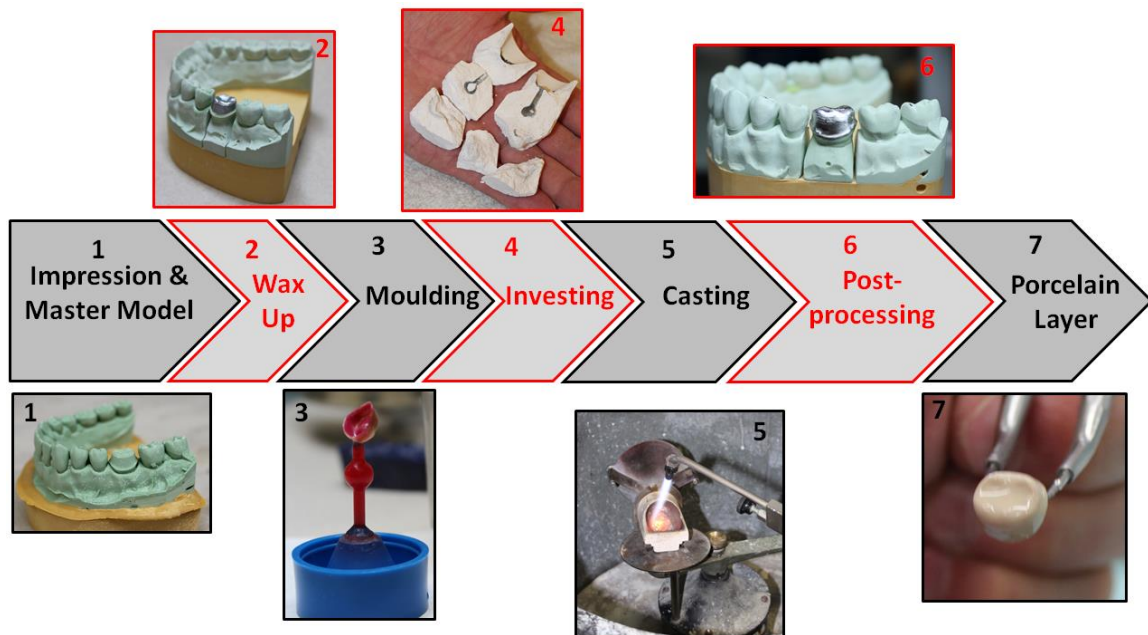 2
4
6
1
Impression &
Master Model
2
Wax
Up
3
Moulding
4
Investing
5
Casting
6
Post-
processing
7
Porcelain
Layer
1
3
5
7